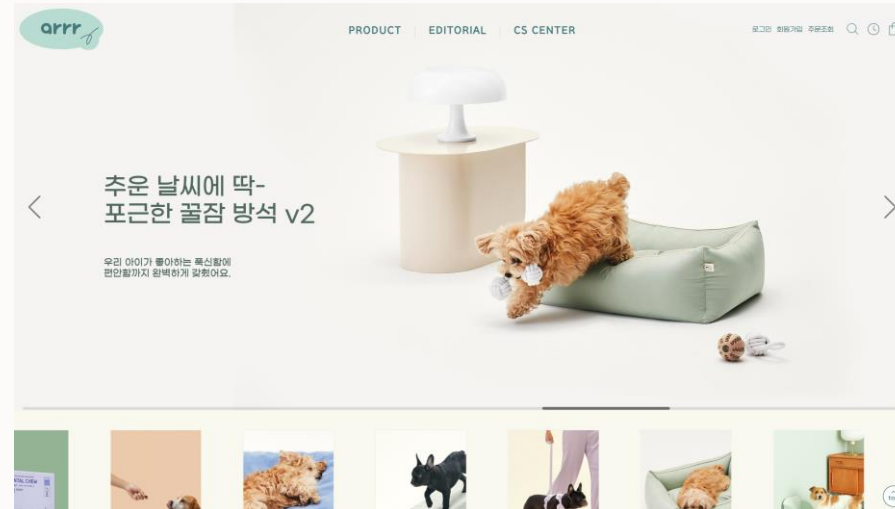 arrr
PRODUCT
EDITORIAL
CS CENTER
로그인 회원가입 주문조회
추운 날씨에 딱-
포근한 꿀잠 방석 v2
우리 아이가 좋아하는 푹신함에
편안함까지 완벽하게 갖췄어요.